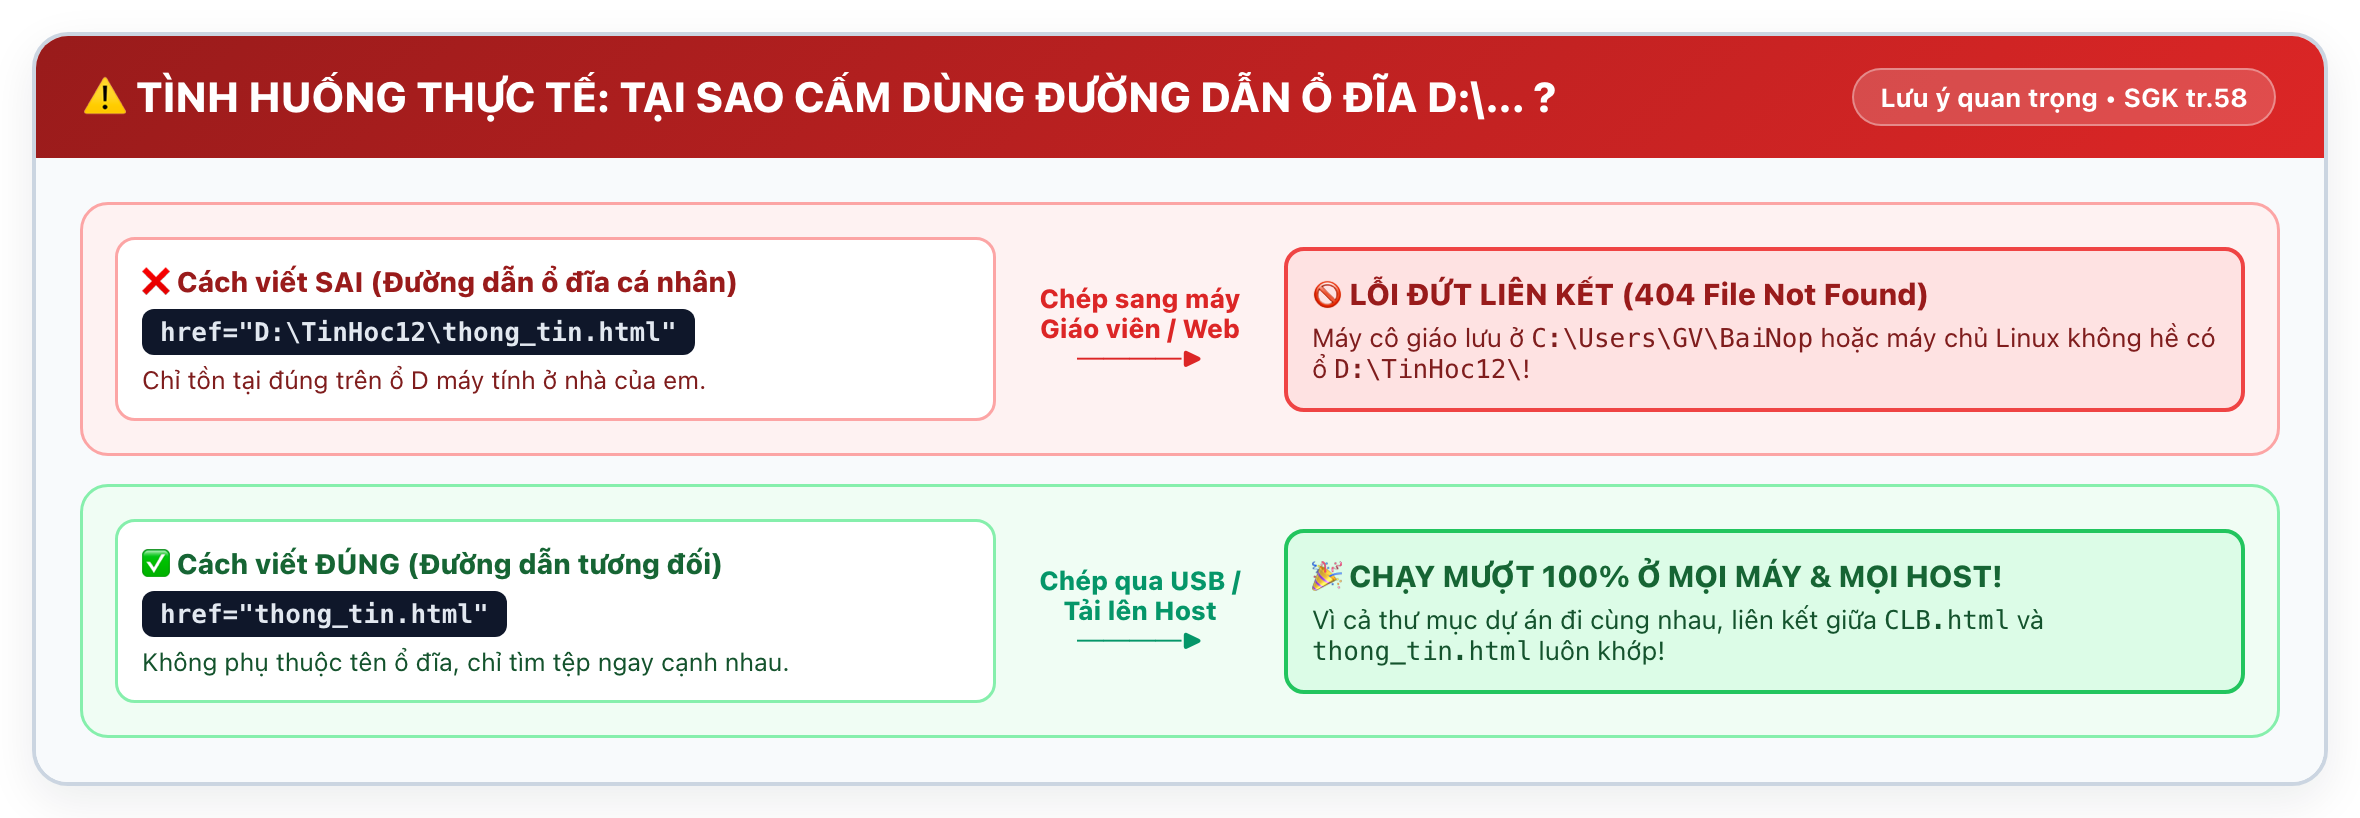 ⚠️ TÌNH HUỐNG THỰC TẾ: TẠI SAO CẤM DÙNG ĐƯỜNG DẪN Ổ ĐĨA D:\... ?
Lưu ý quan trọng • SGK tr.58
❌ Cách viết SAI (Đường dẫn ổ đĩa cá nhân)
href="D:\TinHoc12\thong_tin.html"
Chỉ tồn tại đúng trên ổ D máy tính ở nhà của em.
Chép sang máy
Giáo viên / Web
🚫 LỖI ĐỨT LIÊN KẾT (404 File Not Found)
Máy cô giáo lưu ở C:\Users\GV\BaiNop hoặc máy chủ Linux không hề có
ổ D:\TinHoc12\!
✅ Cách viết ĐÚNG (Đường dẫn tương đối)
href="thong_tin.html"
Không phụ thuộc tên ổ đĩa, chỉ tìm tệp ngay cạnh nhau.
Chép qua USB /
Tải lên Host
🎉 CHẠY MƯỢT 100% Ở MỌI MÁY & MỌI HOST!
Vì cả thư mục dự án đi cùng nhau, liên kết giữa CLB.html và
thong_tin.html luôn khớp!